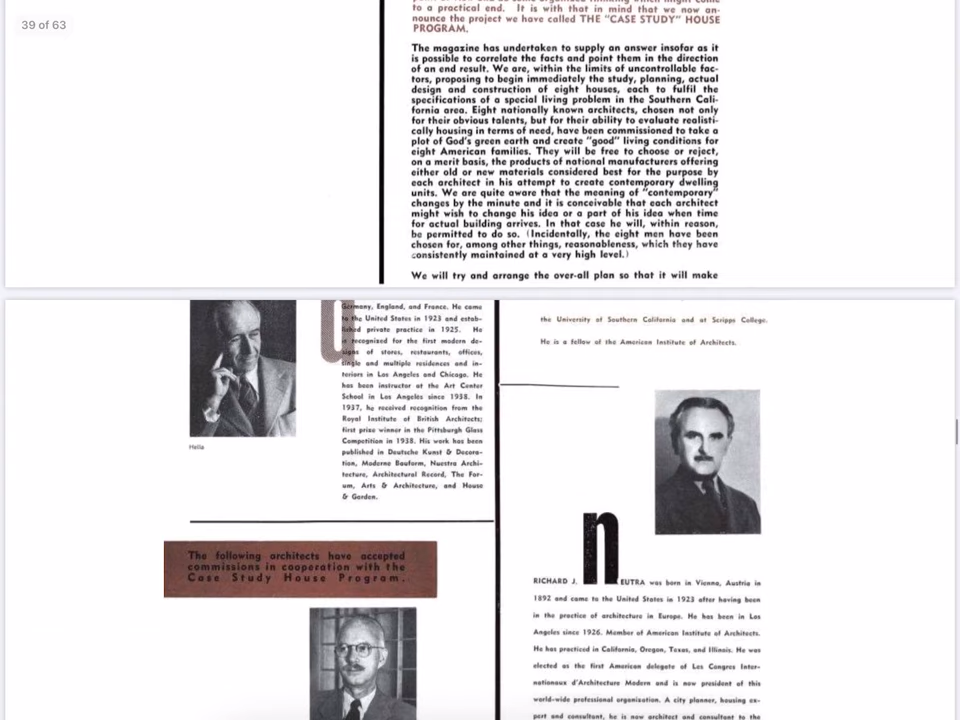 39 of 63
to a practical end. It is with that in mind that we now an-
nounce the project we have called THE "CASE STUDY" HOUSE
PROGRAM.
The magazine has undertaken to supply an answer insofar as it
is possible to correlate the facts and point them in the direction
of an end result. We are, within the limits of uncontrollable fac-
tors, proposing to begin immediately the study, planning, actual
design and construction of eight houses, each to fulfil the
specifications of a special living problem in the Southern Cali-
fornia area. Eight nationally known architects, chosen not only
for their obvious talents, but for their ability to evaluate realisti-
cally housing in terms of need, have been commissioned to take a
plot of God's green earth and create "good" living conditions for
eight American families. They will be free to choose or reject,
on a merit basis, the products of national manufacturers offering
either old or new materials considered best for the purpose by
each architect in his attempt to create contemporary dwelling
units. We are quite aware that the meaning of "contemporary"
changes by the minute and it is conceivable that each architect
might wish to change his idea or a part of his idea when time
for actual building arrives. In that case he will, within reason,
be permitted to do so. (Incidentally, the eight men have been
chosen for, among other things, reasonableness, which they have
consistently maintained at a very high level.)
We will try and arrange the over-all plan so that it will make
Germany, England, and France. He came
to the United States in 1923 and estab-
lished private practice in 1925. He
is recognized for the first modern de-
signs of stores, restaurants, offices,
single and multiple residences and in-
teriors in Los Angeles and Chicago. He
has been instructor at the Art Center
School in Los Angeles since 1938. In
1937, he received recognition from the
Royal Institute of British Architects;
first prize winner in the Pittsburgh Glass
Competition in 1938. His work has been
published in Deutsche Kunst & Decora-
tion, Moderne Bauform, Nuestra Archi-
tecture, Architectural Record, The For-
um, Arts & Architecture, and House
& Garden.
Hella
The following architects have accepted
commissions in cooperation with the
Case Study House Program.
the University of Southern California and at Scripps College.
He is a fellow of the American Institute of Architects.
RICHARD J. nEUTRA was born in Vienna, Austria in
1892 and came to the United States in 1923 after having been
in the practice of architecture in Europe. He has been in Los
Angeles since 1926. Member of American Institute of Architects.
He has practiced in California, Oregon, Texas, and Illinois. He was
elected as the first American delegate of Les Congres Inter-
nationaux d'Architecture Modern and is now president of this
world-wide professional organization. A city planner, housing ex-
pert and consultant, he is now architect and consultant to the